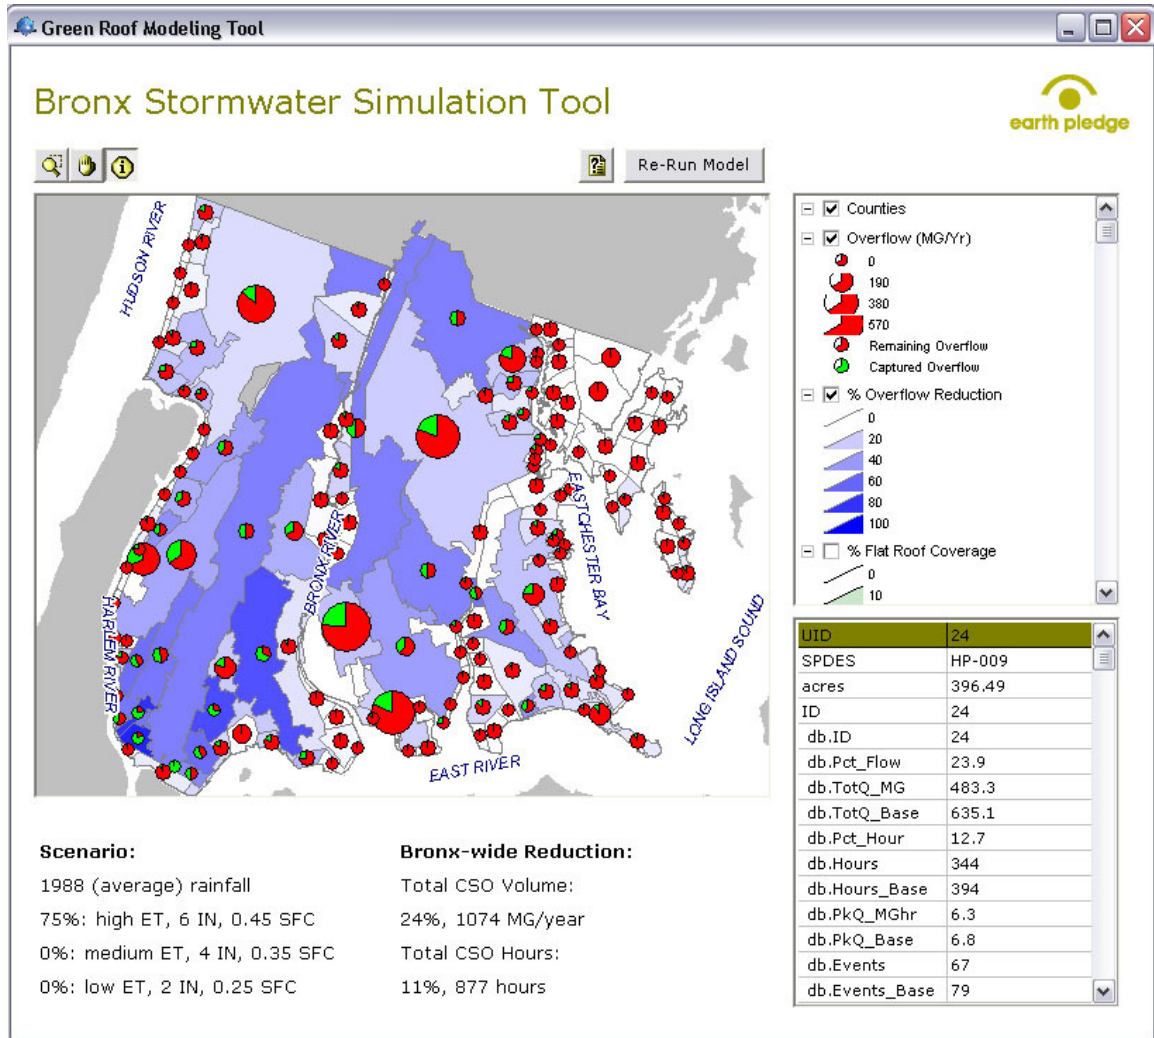 Green Roof Modeling Tool
Bronx Stormwater Simulation Tool
earth pledge
Re-Run Model
HUDSON RIVER
HARLEM RIVER
BRONX RIVER
EASTCHESTER BAY
EAST RIVER
LONG ISLAND SOUND
Counties
Overflow (MG/Yr)
0
190
380
570
Remaining Overflow
Captured Overflow
% Overflow Reduction
0
20
40
60
80
100
% Flat Roof Coverage
0
10
UID 24
SPDES HP-009
acres 396.49
ID 24
db.ID 24
db.Pct_Flow 23.9
db.TotQ_MG 483.3
db.TotQ_Base 635.1
db.Pct_Hour 12.7
db.Hours 344
db.Hours_Base 394
db.PkQ_MGhr 6.3
db.PkQ_Base 6.8
db.Events 67
db.Events_Base 79
Scenario:
1988 (average) rainfall
75%: high ET, 6 IN, 0.45 SFC
0%: medium ET, 4 IN, 0.35 SFC
0%: low ET, 2 IN, 0.25 SFC
Bronx-wide Reduction:
Total CSO Volume:
24%, 1074 MG/year
Total CSO Hours:
11%, 877 hours